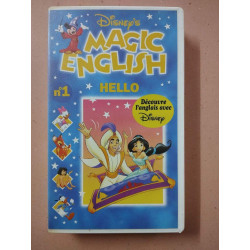 Disney's
MAGIC
ENGLISH
n°1
HELLO
Découvre
l'anglais avec
Disney